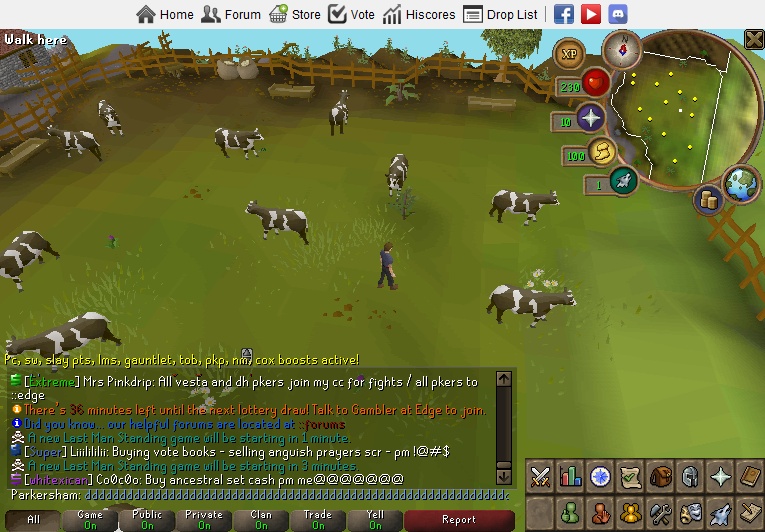 Home Forum Store Vote Hiscores Drop List
Walk here
XP
230
10
100
1
Pc, sw, slay pts, lms, gauntlet, tob, pkp, nm, cox boosts active!
[Extreme] Mrs Pinkdrip: All vesta and dh pkers join my cc for fights / all pkers to
::edge
There's 36 minutes left until the next lottery draw! Talk to Gambler at Edge to join.
Did you know... our helpful forums are located at ::forums
A new Last Man Standing game will be starting in 1 minute.
[Super] Liiliiliii: Buying vote books - selling anguish prayers scr - pm !@#$
A new Last Man Standing game will be starting in 3 minutes.
[whitexican] Co0c0o: Buy ancestral set cash pm me@@@@@@@
Parkersham:
All Game On Public On Private On Clan On Trade On Yell On Report